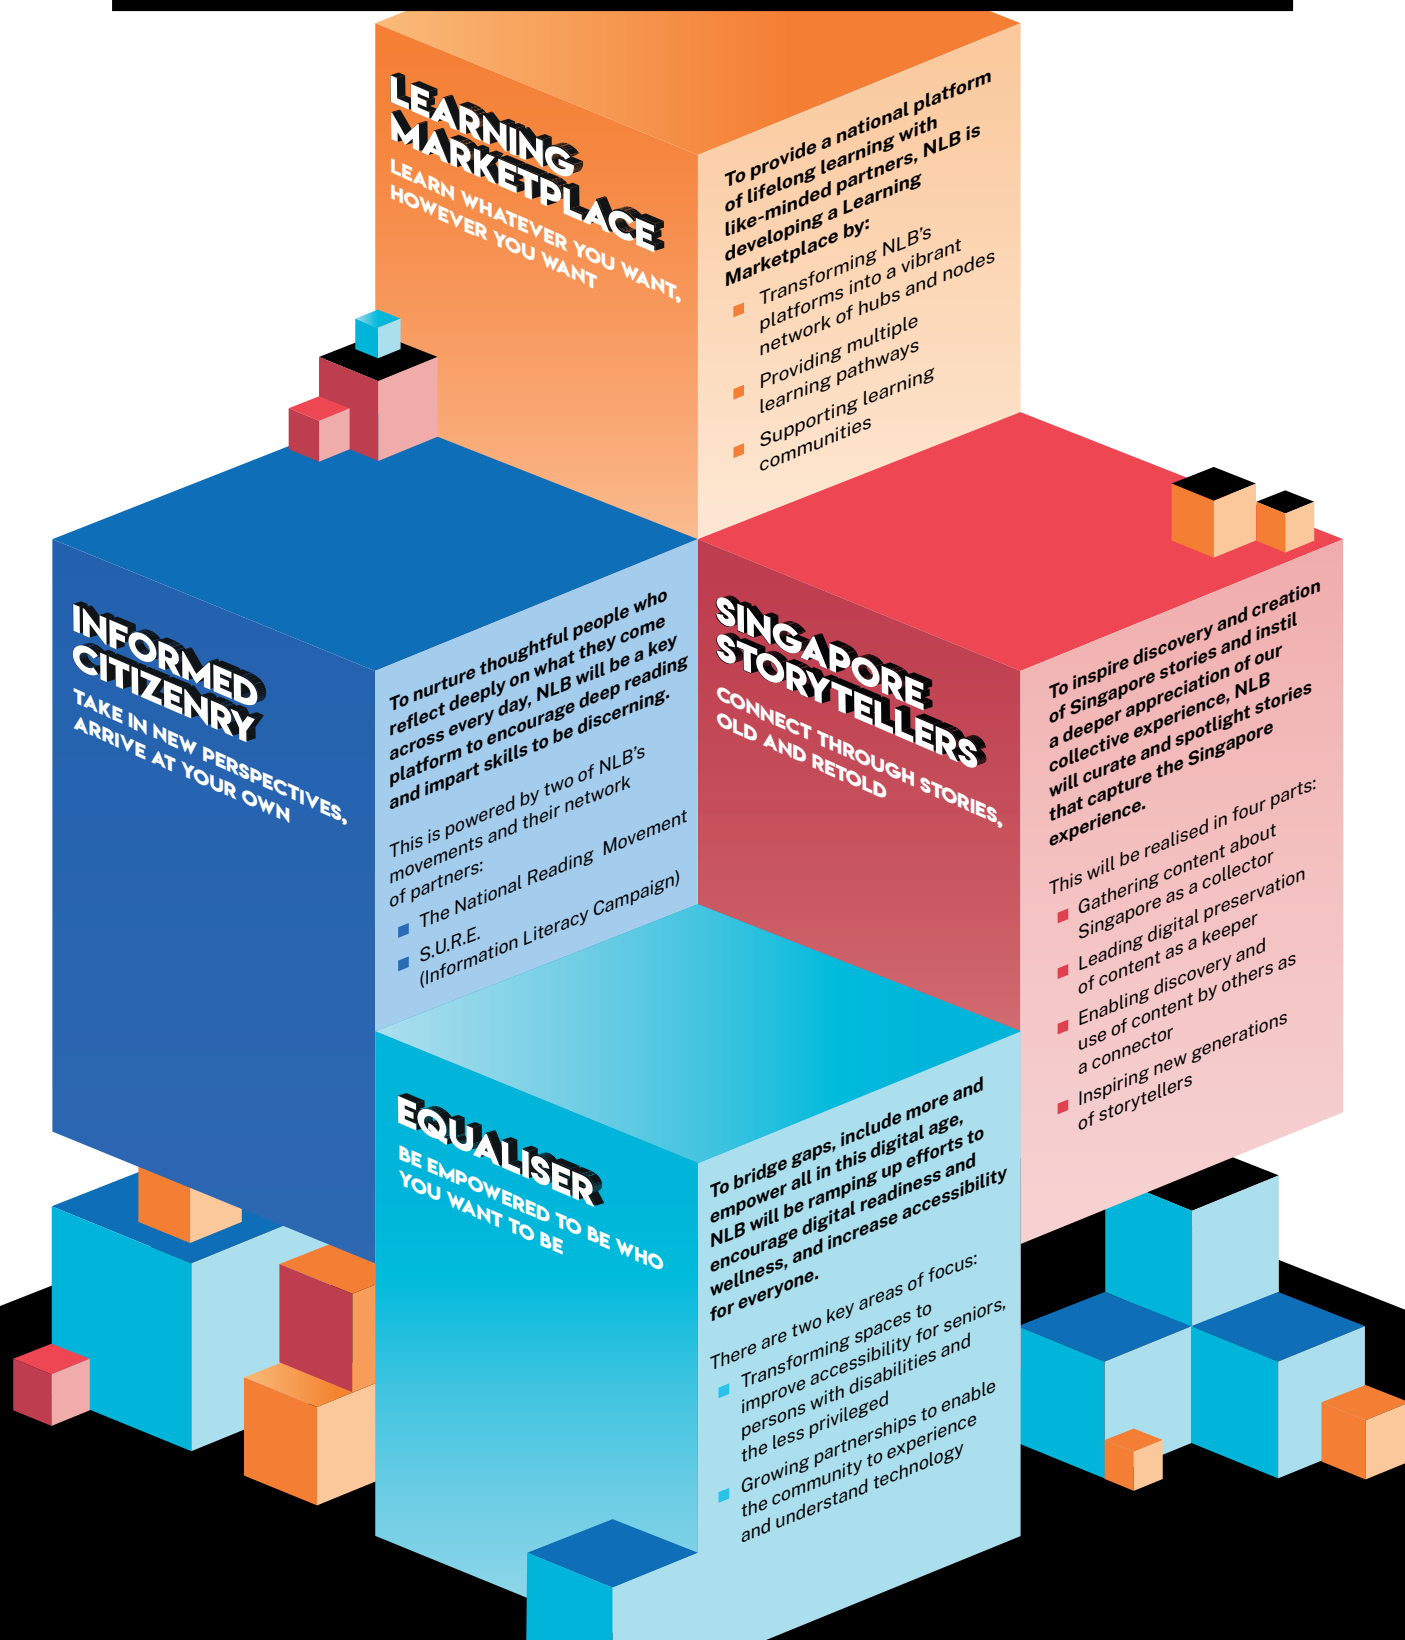 LEARNING
MARKETPLACE
LEARN WHATEVER YOU WANT,
HOWEVER YOU WANT
To provide a national platform
of lifelong learning with
like-minded partners, NLB is
developing a Learning
Marketplace by:
Transforming NLB’s
platforms into a vibrant
network of hubs and nodes
Providing multiple
learning pathways
Supporting learning
communities
INFORMED
CITIZENRY
TAKE IN NEW PERSPECTIVES,
ARRIVE AT YOUR OWN
To nurture thoughtful people who
reflect deeply on what they come
across every day, NLB will be a key
platform to encourage deep reading
and impart skills to be discerning.
This is powered by two of NLB’s
movements and their network
of partners:
The National Reading Movement
S.U.R.E.
(Information Literacy Campaign)
SINGAPORE
STORYTELLERS
CONNECT THROUGH STORIES,
OLD AND RETOLD
To inspire discovery and creation
of Singapore stories and instil
a deeper appreciation of our
collective experience, NLB
will curate and spotlight stories
that capture the Singapore
experience.
This will be realised in four parts:
Gathering content about
Singapore as a collector
Leading digital preservation
of content as a keeper
Enabling discovery and
use of content by others as
a connector
Inspiring new generations
of storytellers
EQUALISER
BE EMPOWERED TO BE WHO
YOU WANT TO BE
To bridge gaps, include more and
empower all in this digital age,
NLB will be ramping up efforts to
encourage digital readiness and
wellness, and increase accessibility
for everyone.
There are two key areas of focus:
Transforming spaces to
improve accessibility for seniors,
persons with disabilities and
the less privileged
Growing partnerships to enable
the community to experience
and understand technology